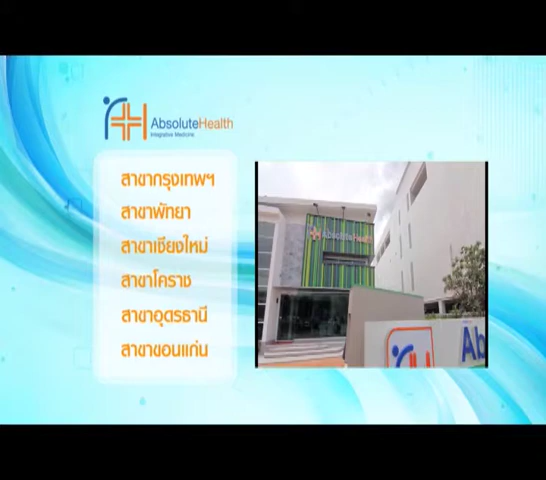 AbsoluteHealth
Integrative Medicine
สาขากรุงเทพฯ
สาขาพัทยา
สาขาเชียงใหม่
สาขาโคราช
สาขาอุดรธานี
สาขาขอนแก่น
AbsoluteHealth
Ab